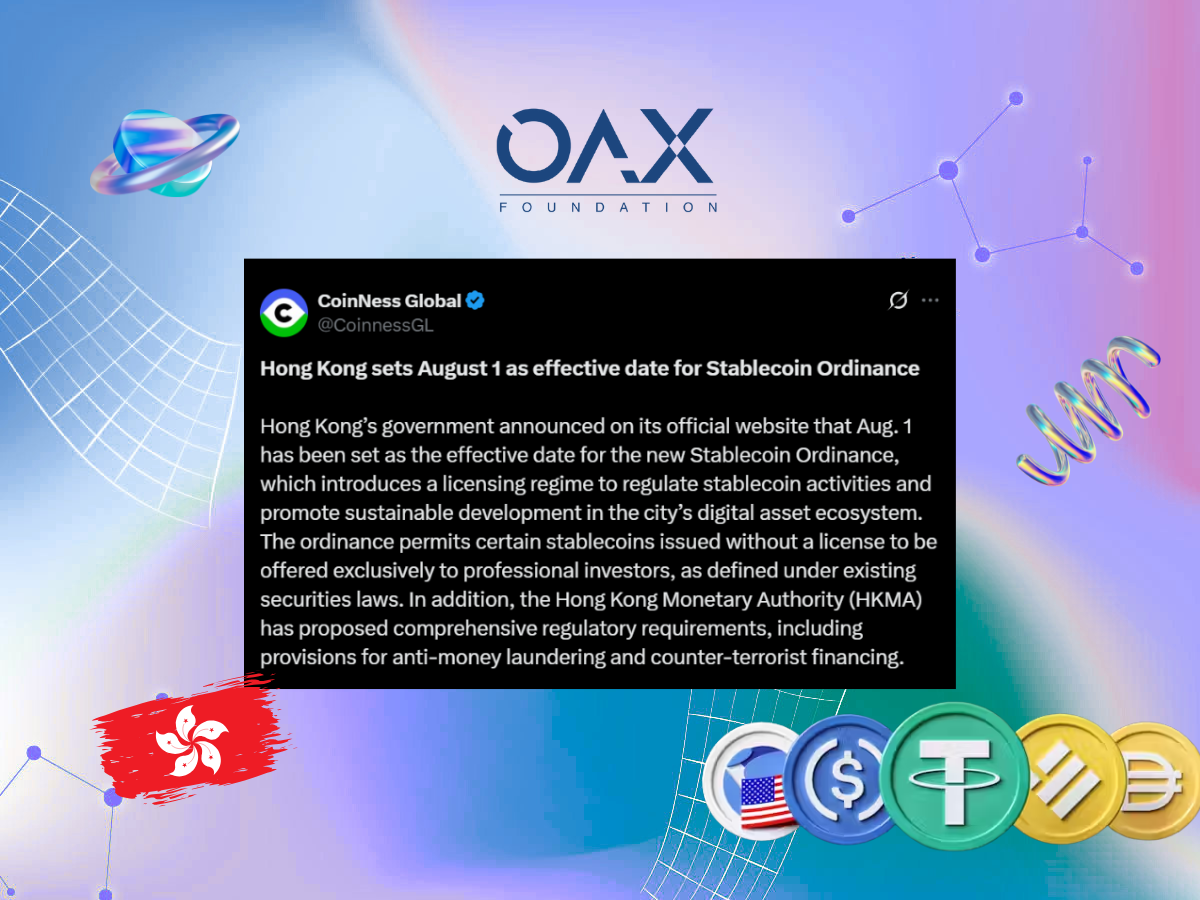 OAX
FOUNDATION
CoinNess Global
@CoinnessGL
Hong Kong sets August 1 as effective date for Stablecoin Ordinance
Hong Kong’s government announced on its official website that Aug. 1
has been set as the effective date for the new Stablecoin Ordinance,
which introduces a licensing regime to regulate stablecoin activities and
promote sustainable development in the city’s digital asset ecosystem.
The ordinance permits certain stablecoins issued without a license to be
offered exclusively to professional investors, as defined under existing
securities laws. In addition, the Hong Kong Monetary Authority (HKMA)
has proposed comprehensive regulatory requirements, including
provisions for anti-money laundering and counter-terrorist financing.